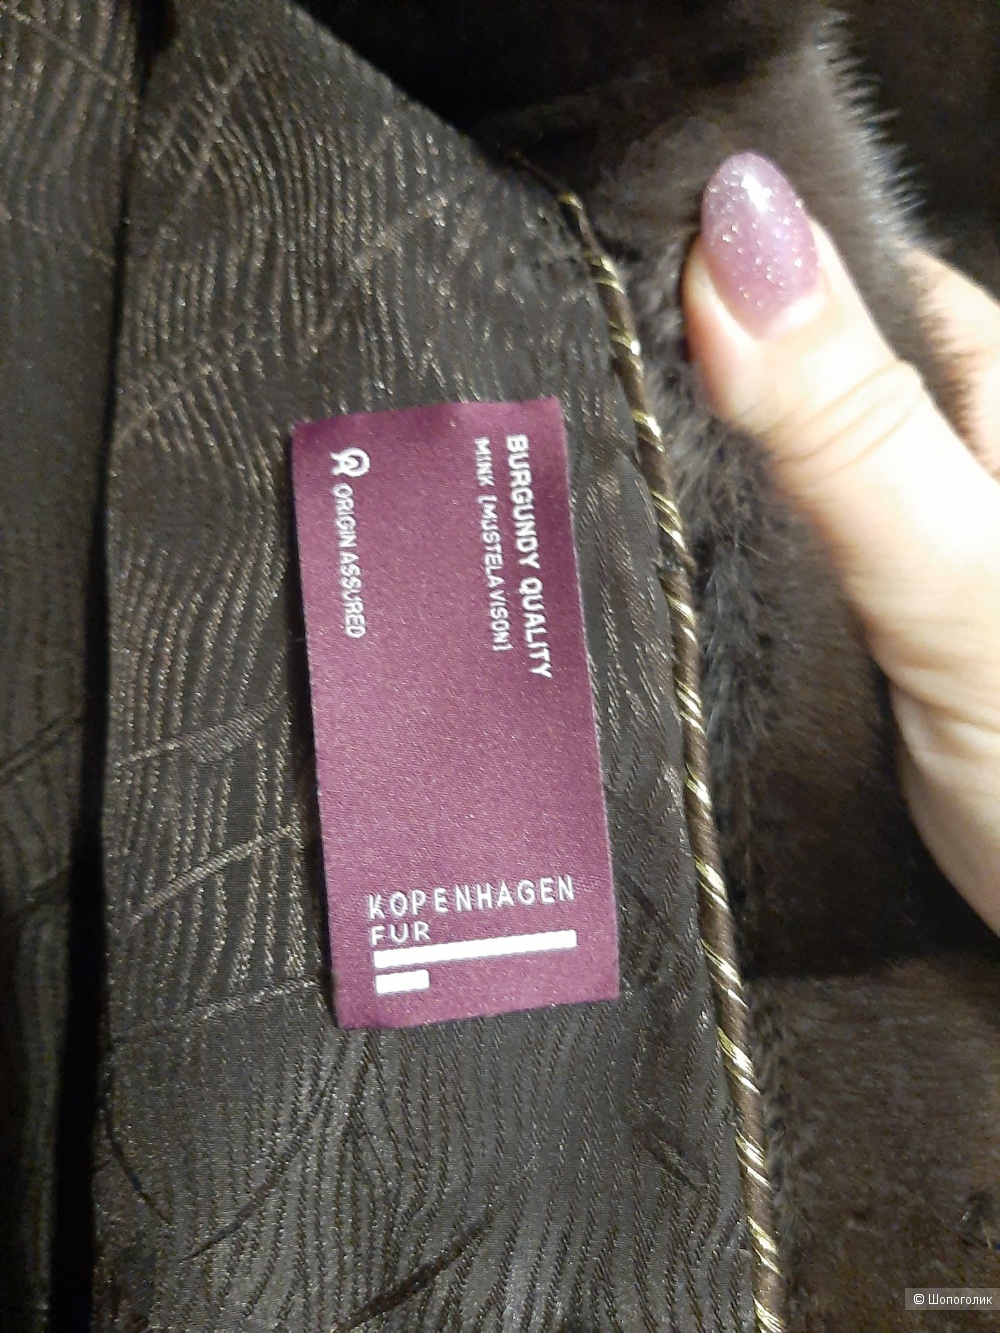 BURGUNDY QUALITY
MINK [MUSTELA VISON]
ORIGIN ASSURED
KOPENHAGEN
FUR
© Шопоголик